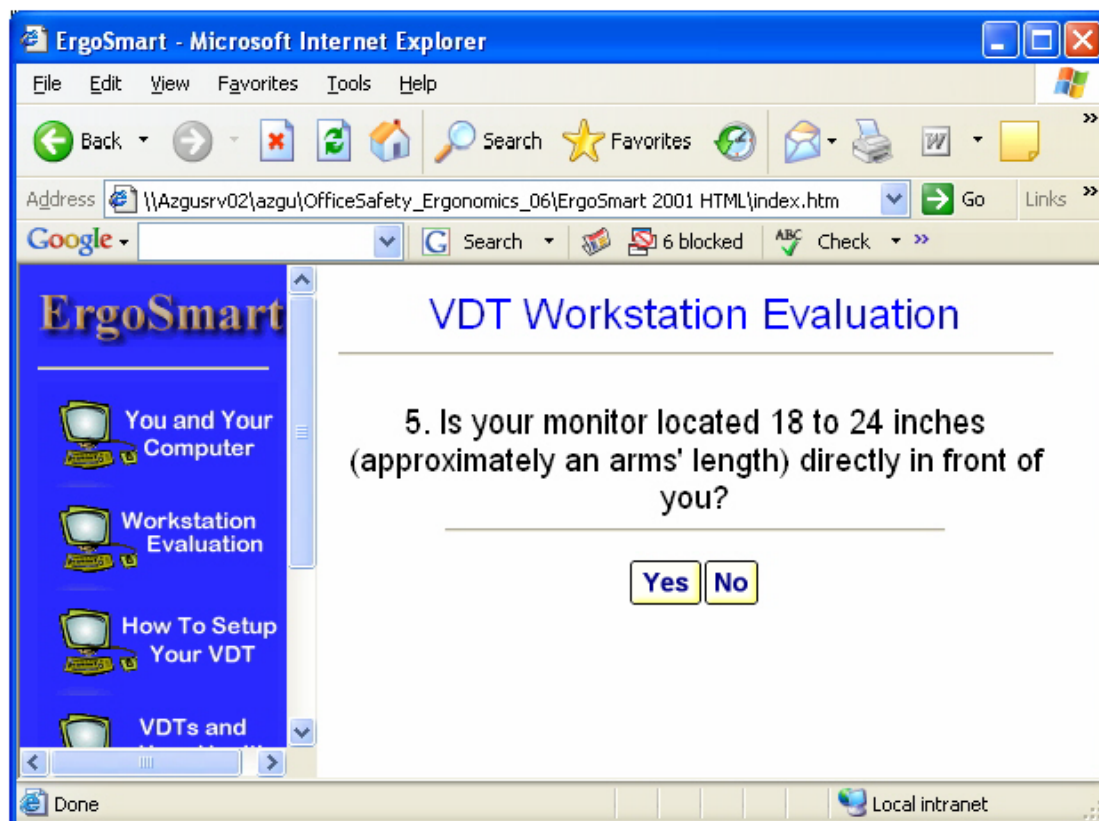 ErgoSmart - Microsoft Internet Explorer
File Edit View Favorites Tools Help
Back Search Favorites W »
Address \\Azgusrv02\azgu\OfficeSafety_Ergonomics_06\ErgoSmart 2001 HTML\index.htm Go Links »
Google G Search 6 blocked ABC Check »
ErgoSmart
You and Your
Computer
Workstation
Evaluation
How To Setup
Your VDT
VDTs and
VDT Workstation Evaluation
5. Is your monitor located 18 to 24 inches
(approximately an arms' length) directly in front of
you?
Yes No
Done Local intranet